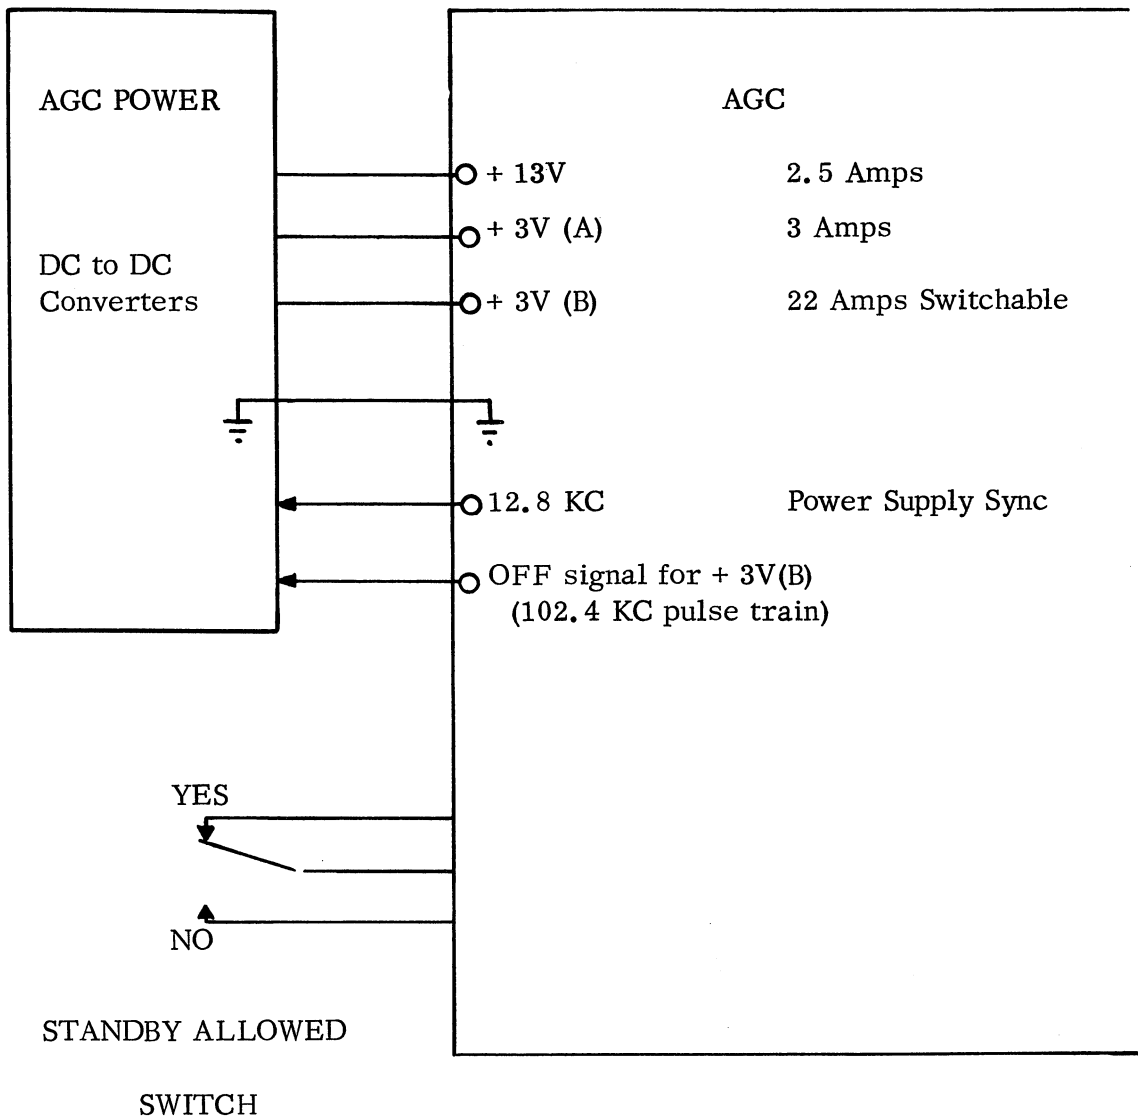 AGC POWER
DC to DC
Converters
AGC
+ 13V 2.5 Amps
+ 3V (A) 3 Amps
+ 3V (B) 22 Amps Switchable
12.8 KC Power Supply Sync
OFF signal for + 3V(B)
(102.4 KC pulse train)
YES
NO
STANDBY ALLOWED
SWITCH